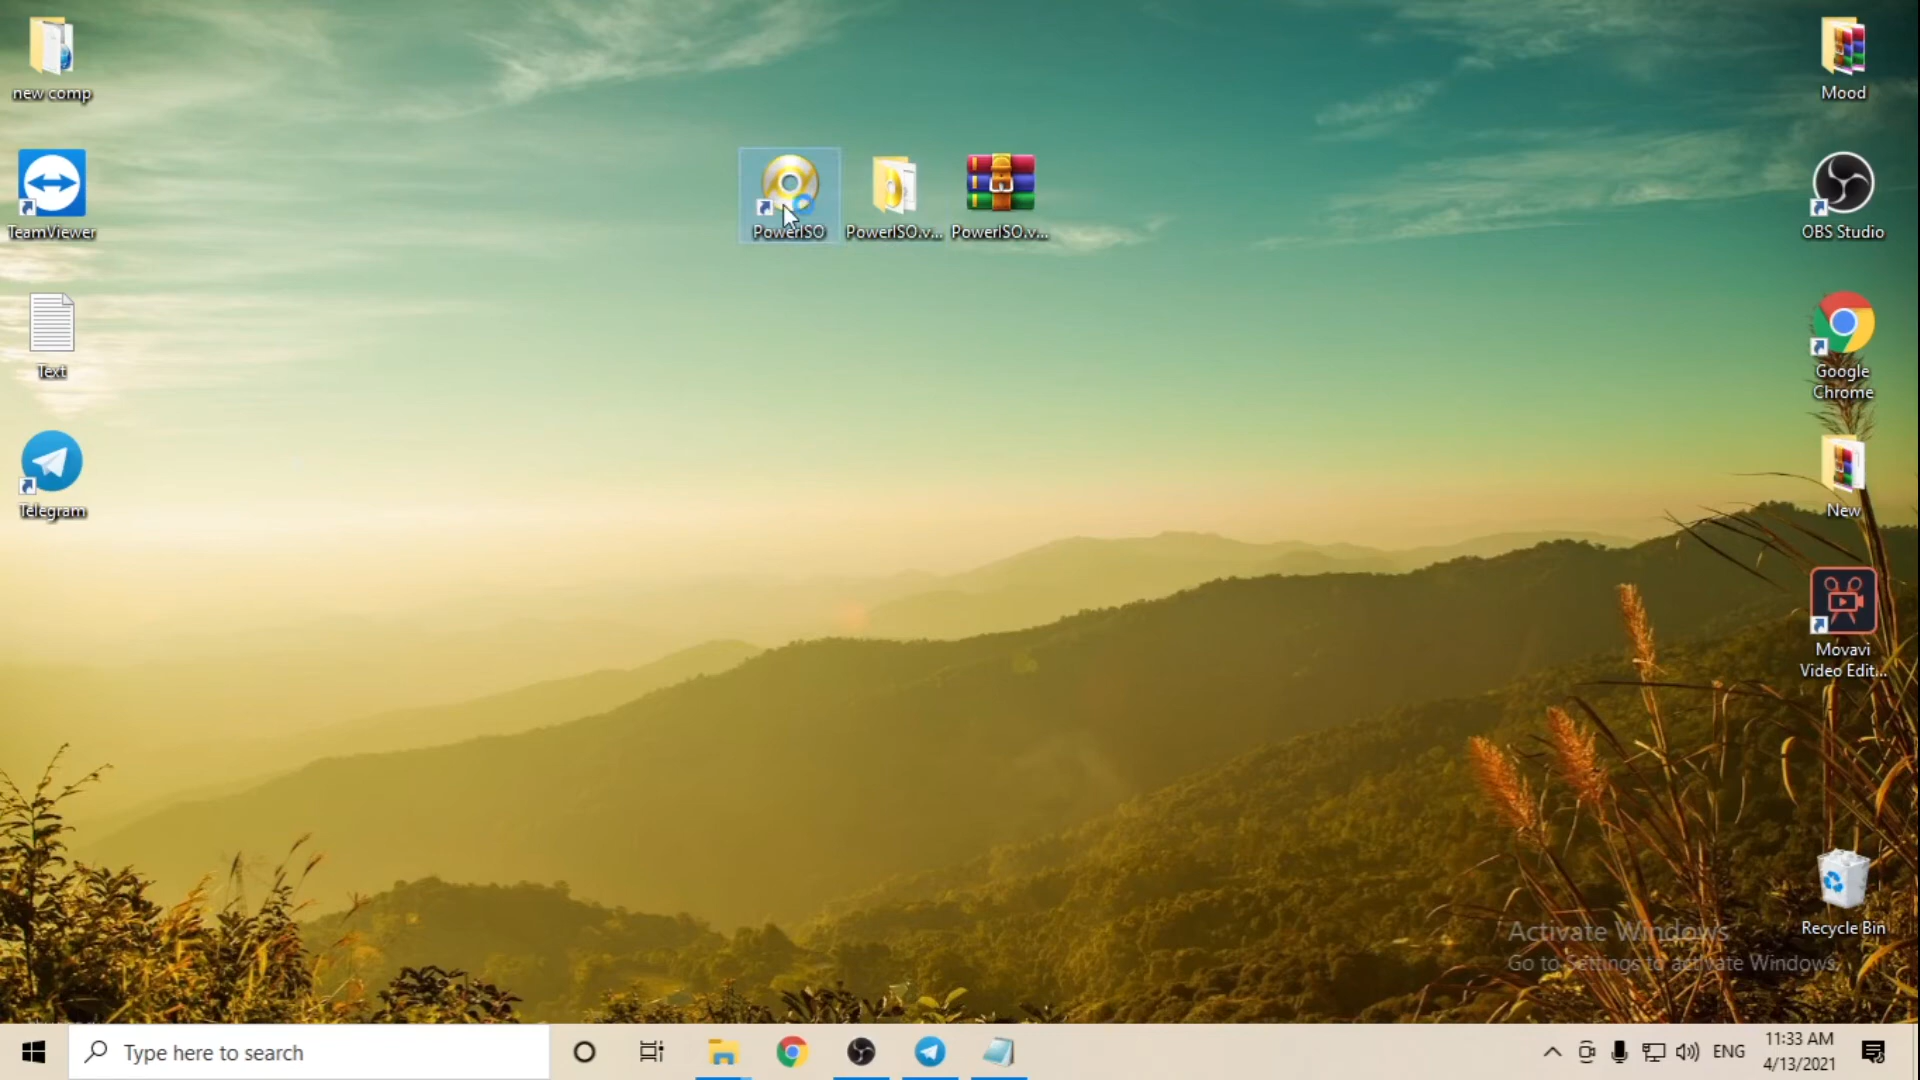 new comp
Mood
PowerISO
PowerISO.v...
PowerISO.v...
TeamViewer
OBS Studio
Text
Google
Chrome
Telegram
New
Movavi
Video Edit...
Recycle Bin
Activate Windows
Go to Settings to activate Windows.
Type here to search
ENG
11:33 AM
4/13/2021